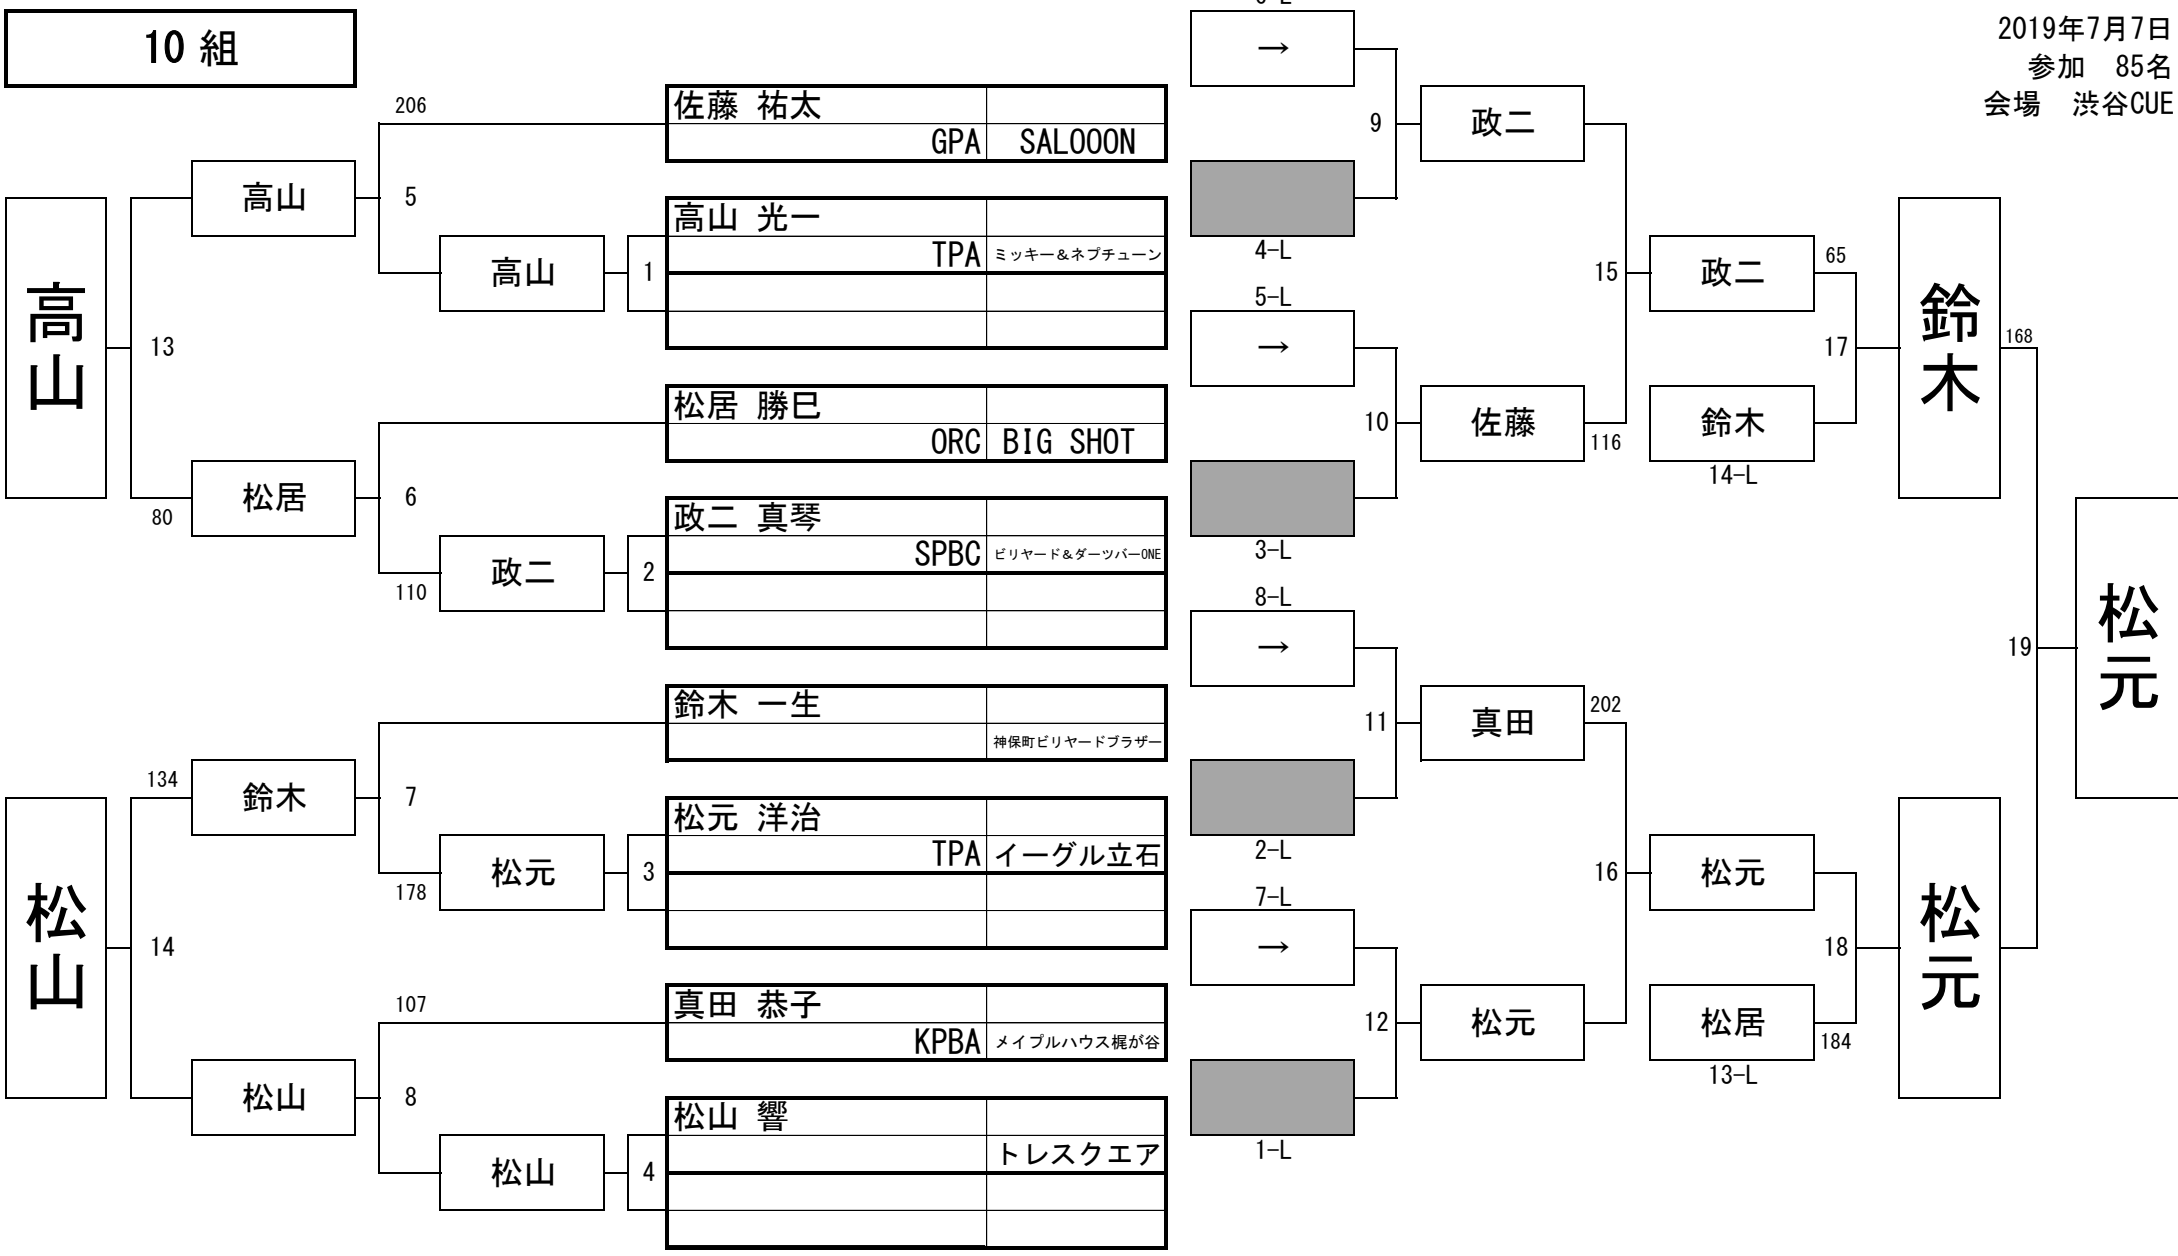 10 組
2019年7月7日
参加　85名
会場　渋谷CUE
206
佐藤 祐太
GPA SALOOON
高山
5
高山 光一
TPA ミッキー&ネプチューン
高山
1
高山
13
松居 勝巳
ORC BIG SHOT
松居
80
6
政二 真琴
SPBC ビリヤード&ダーツバーONE
政二
110
2
鈴木 一生
神保町ビリヤードブラザー
134
鈴木
7
松元 洋治
TPA イーグル立石
松元
178
3
松山
14
107
真田 恭子
KPBA メイプルハウス梶が谷
松山
8
松山 響
トレスクエア
松山
4
→
9
政二
4-L
5-L
→
10
佐藤
116
3-L
15
政二
65
17
鈴木
14-L
鈴木
168
8-L
→
11
真田
202
2-L
7-L
→
12
松元
1-L
16
松元
18
松居
184
13-L
松元
19
松元